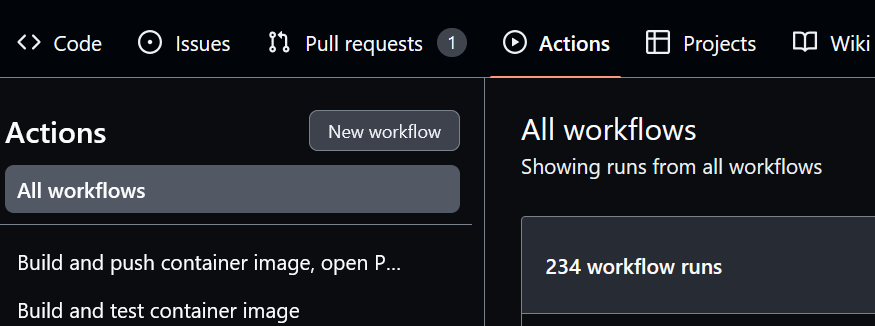 Code Issues Pull requests 1 Actions Projects Wiki
Actions
New workflow
All workflows
Build and push container image, open P...
Build and test container image
All workflows
Showing runs from all workflows
234 workflow runs